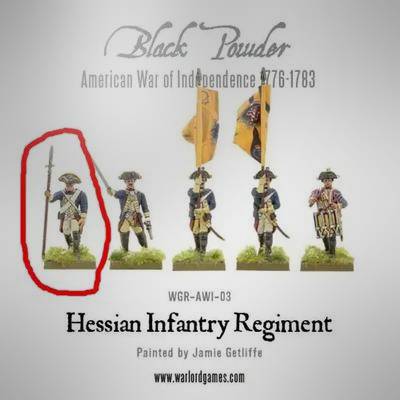 Black Powder
American War of Independence 1776-1783
WGR-AWI-03
Hessian Infantry Regiment
Painted by Jamie Getliffe
www.warlordgames.com